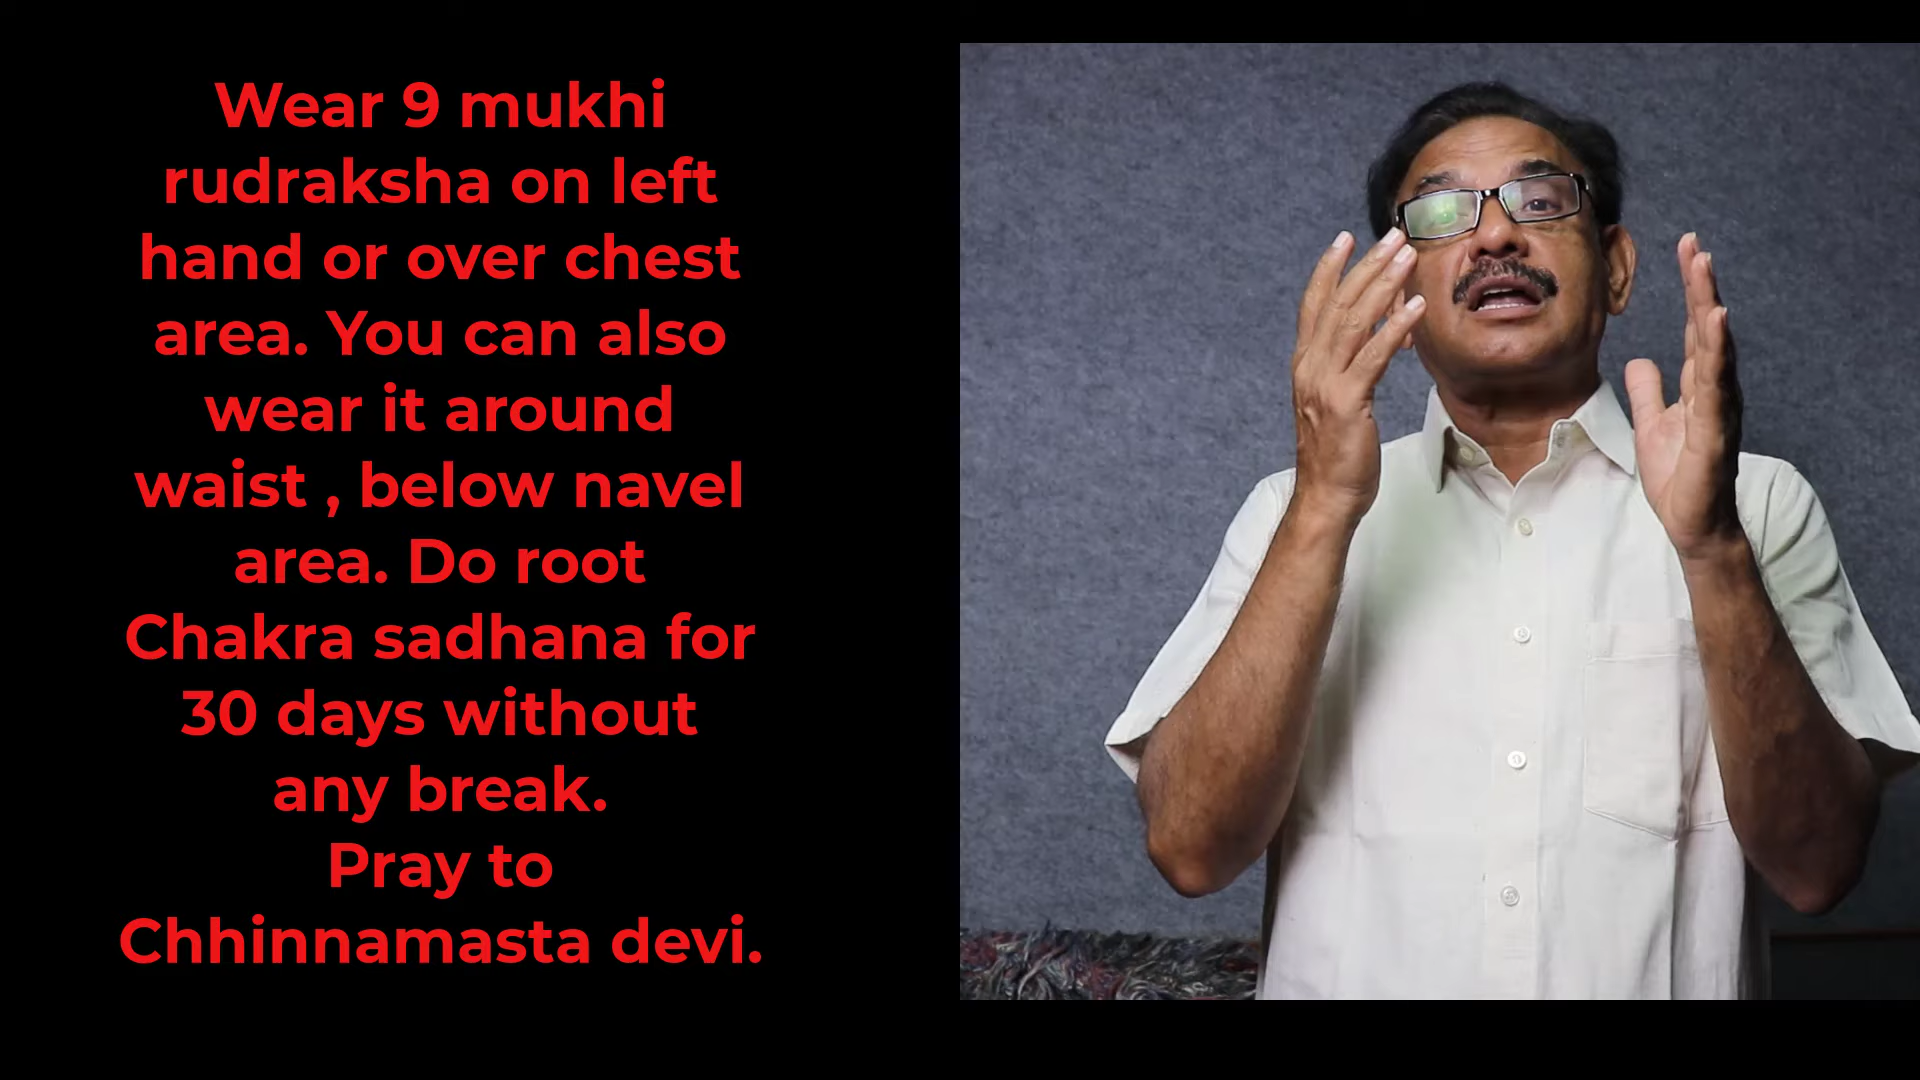 Wear 9 mukhi
rudraksha on left
hand or over chest
area. You can also
wear it around
waist , below navel
area. Do root
Chakra sadhana for
30 days without
any break.
Pray to
Chhinnamasta devi.